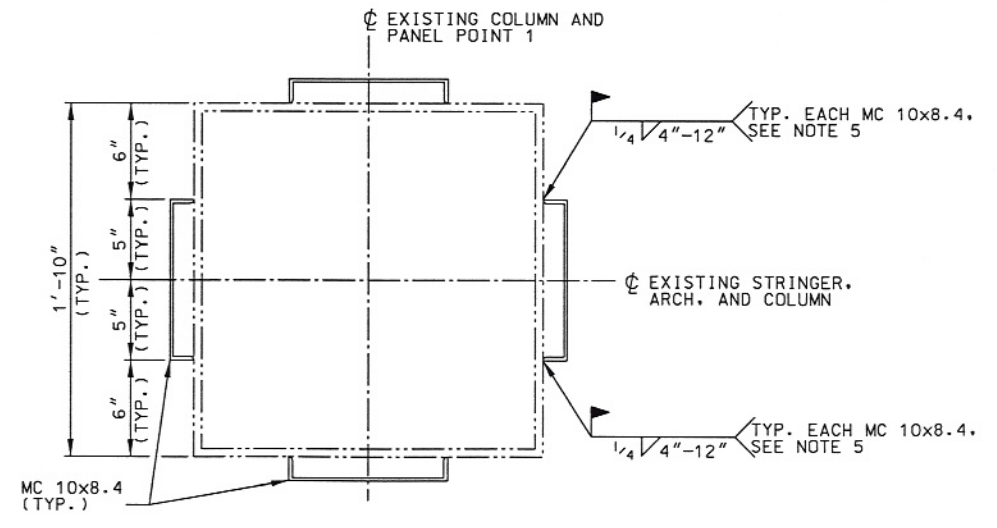 ℄ EXISTING COLUMN AND
PANEL POINT 1
1'-10"
(TYP.)
6"
(TYP.)
5"
(TYP.)
5"
(TYP.)
6"
(TYP.)
1/4 4"-12"
TYP. EACH MC 10x8.4,
SEE NOTE 5
℄ EXISTING STRINGER,
ARCH. AND COLUMN
1/4 4"-12"
TYP. EACH MC 10x8.4,
SEE NOTE 5
MC 10x8.4
(TYP.)